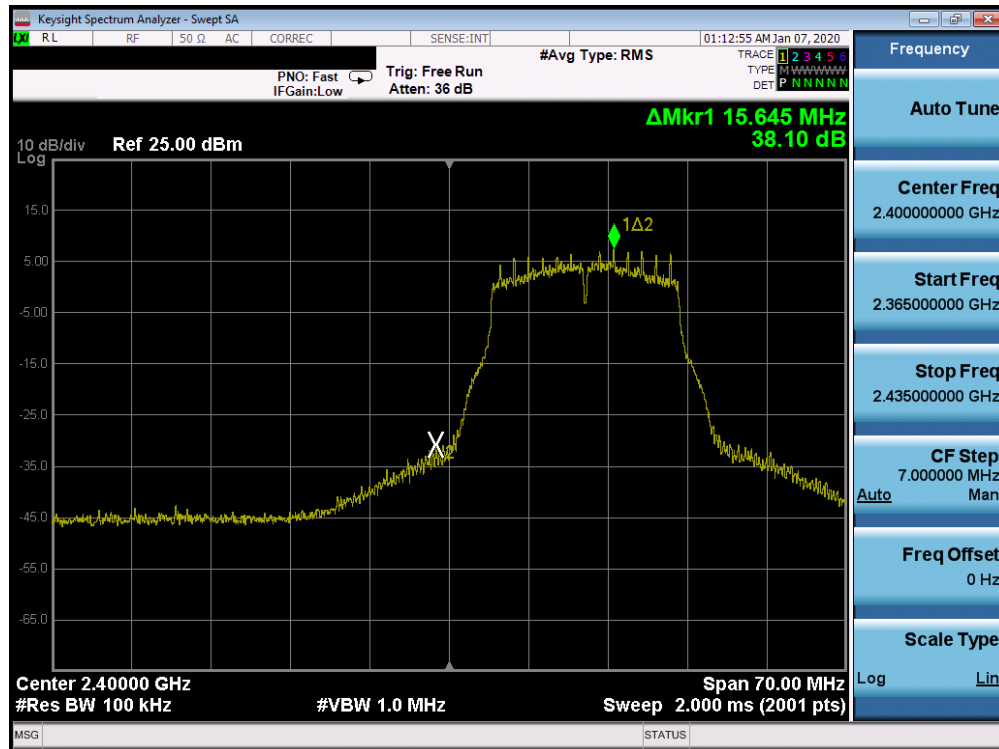 Keysight Spectrum Analyzer - Swept SA
LXI RL RF 50 Ω AC CORREC SENSE:INT 01:12:55 AM Jan 07, 2020
#Avg Type: RMS
TRACE 1 2 3 4 5 6
TYPE M WWWWW
DET P N N N N N
PNO: Fast
IFGain:Low
Trig: Free Run
Atten: 36 dB
ΔMkr1 15.645 MHz
38.10 dB
10 dB/div Ref 25.00 dBm
Log
15.0
5.00
-5.00
-15.0
-25.0
-35.0
-45.0
-55.0
-65.0
1Δ2
X2
Center 2.40000 GHz
Span 70.00 MHz
#Res BW 100 kHz
#VBW 1.0 MHz
Sweep 2.000 ms (2001 pts)
MSG
STATUS
Frequency
Auto Tune
Center Freq
2.400000000 GHz
Start Freq
2.365000000 GHz
Stop Freq
2.435000000 GHz
CF Step
7.000000 MHz
Auto Man
Freq Offset
0 Hz
Scale Type
Log Lin